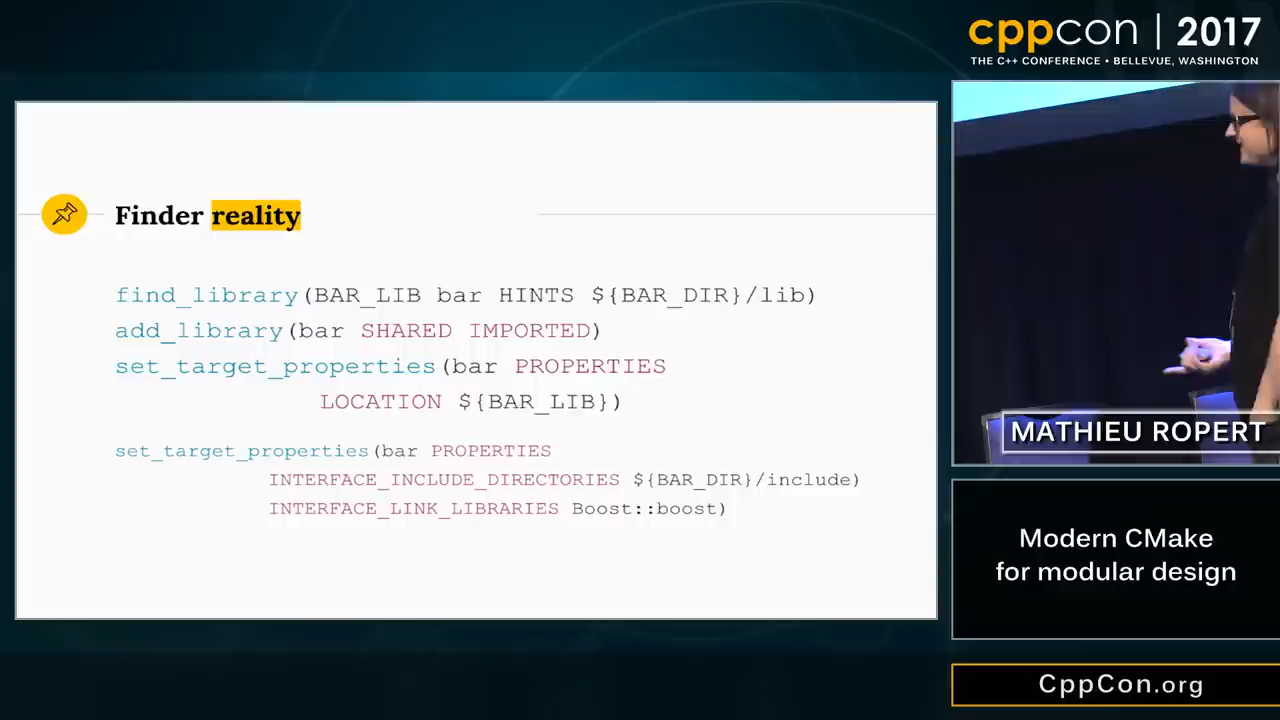 cppcon | 2017
THE C++ CONFERENCE • BELLEVUE, WASHINGTON
Finder reality
find_library(BAR_LIB bar HINTS ${BAR_DIR}/lib)
add_library(bar SHARED IMPORTED)
set_target_properties(bar PROPERTIES
LOCATION ${BAR_LIB})
set_target_properties(bar PROPERTIES
INTERFACE_INCLUDE_DIRECTORIES ${BAR_DIR}/include)
INTERFACE_LINK_LIBRARIES Boost::boost)
MATHIEU ROPERT
Modern CMake
for modular design
CppCon.org